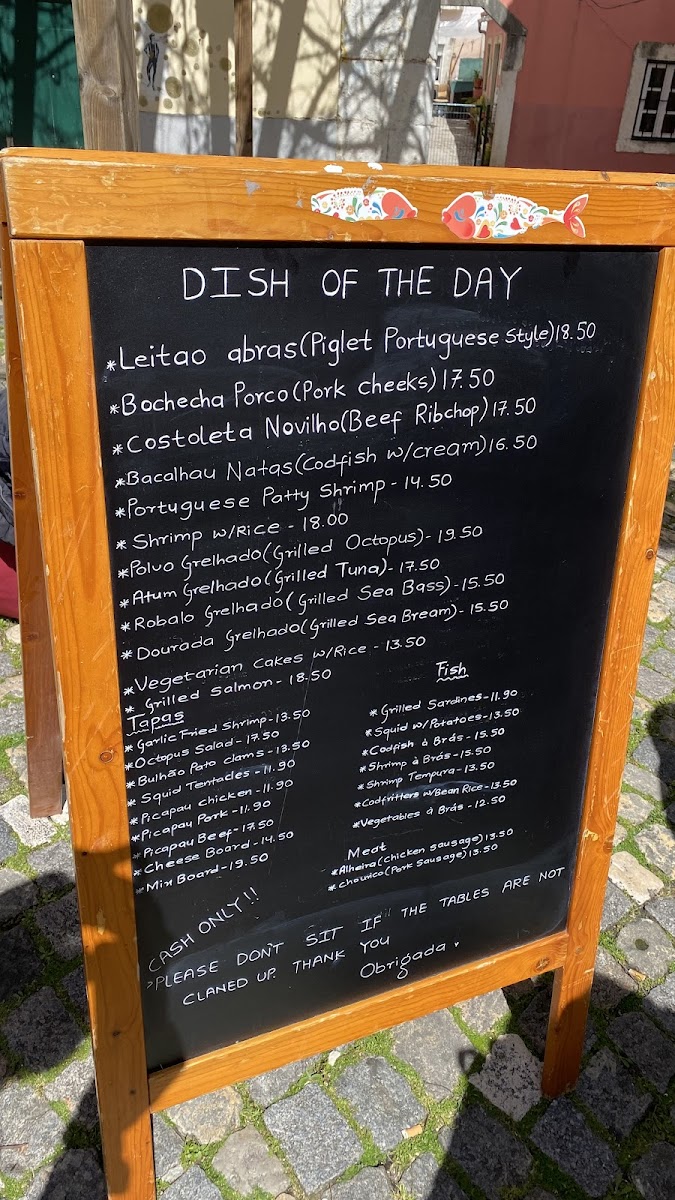 DISH OF THE DAY
*Leitao abras(Piglet Portuguese Style)18.50
*Bochecha Porco(Pork cheeks)17.50
*Costoleta Novilho(Beef Ribchop)17.50
*Bacalhau Natas(Codfish w/cream)16.50
*Portuguese Patty Shrimp - 14.50
* Shrimp w/Rice - 18.00
*Polvo Grelhado(Grilled Octopus)- 19.50
*Atum Grelhado(Grilled Tuna)- 17.50
* Robalo Grelhado(Grilled Sea Bass)-15.50
* Dourada Grelhado(Grilled Sea Bream)- 15.50
*Vegetarian Cakes w/Rice - 13.50
* Grilled Salmon- 18.50
Tapas
*Garlic Fried Shrimp-13.50
*Octopus Salad - 17.50
*Bulhão Pato clams-13.50
* Squid Tentacles -11.90
*Picapau chicken-11.90
*Picapau Pork-11.90
*Picapau Beef-17.50
*Cheese Board-14.50
*Mix Board-19.50
Fish
* Grilled Sardines-11.90
*Squid w/Potatoes-13.50
*Codfish à Brás-15.50
*Shrimp à Brás-15.50
*Shrimp Tempura-13.50
*Codfritters w/Bean Rice-13.50
*Vegetables à Brás -12.50
Meat
*Alheira(chicken sausage)13.50
*chourico(Pork Sausage)13.50
CASH ONLY!!
>PLEASE DON'T SIT IF THE TABLES ARE NOT
CLANED UP. THANK YOU
Obrigada